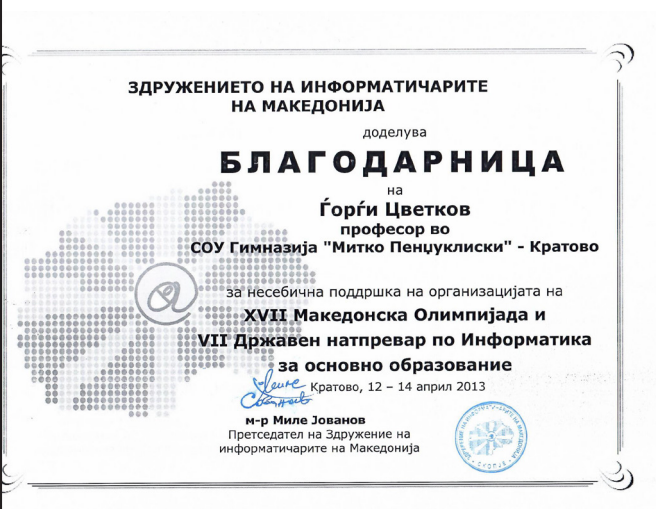 ЗДРУЖЕНИЕТО НА ИНФОРМАТИЧАРИТЕ
НА МАКЕДОНИЈА
доделува
БЛАГОДАРНИЦА
на
Ѓорѓи Цветков
професор во
СОУ Гимназија "Митко Пенџуклиски" - Кратово
за несебична поддршка на организацијата на
XVII Македонска Олимпијада и
VII Државен натпревар по Информатика
за основно образование
Кратово, 12 – 14 април 2013
м-р Миле Јованов
Претседател на Здружение на
информатичарите на Македонија